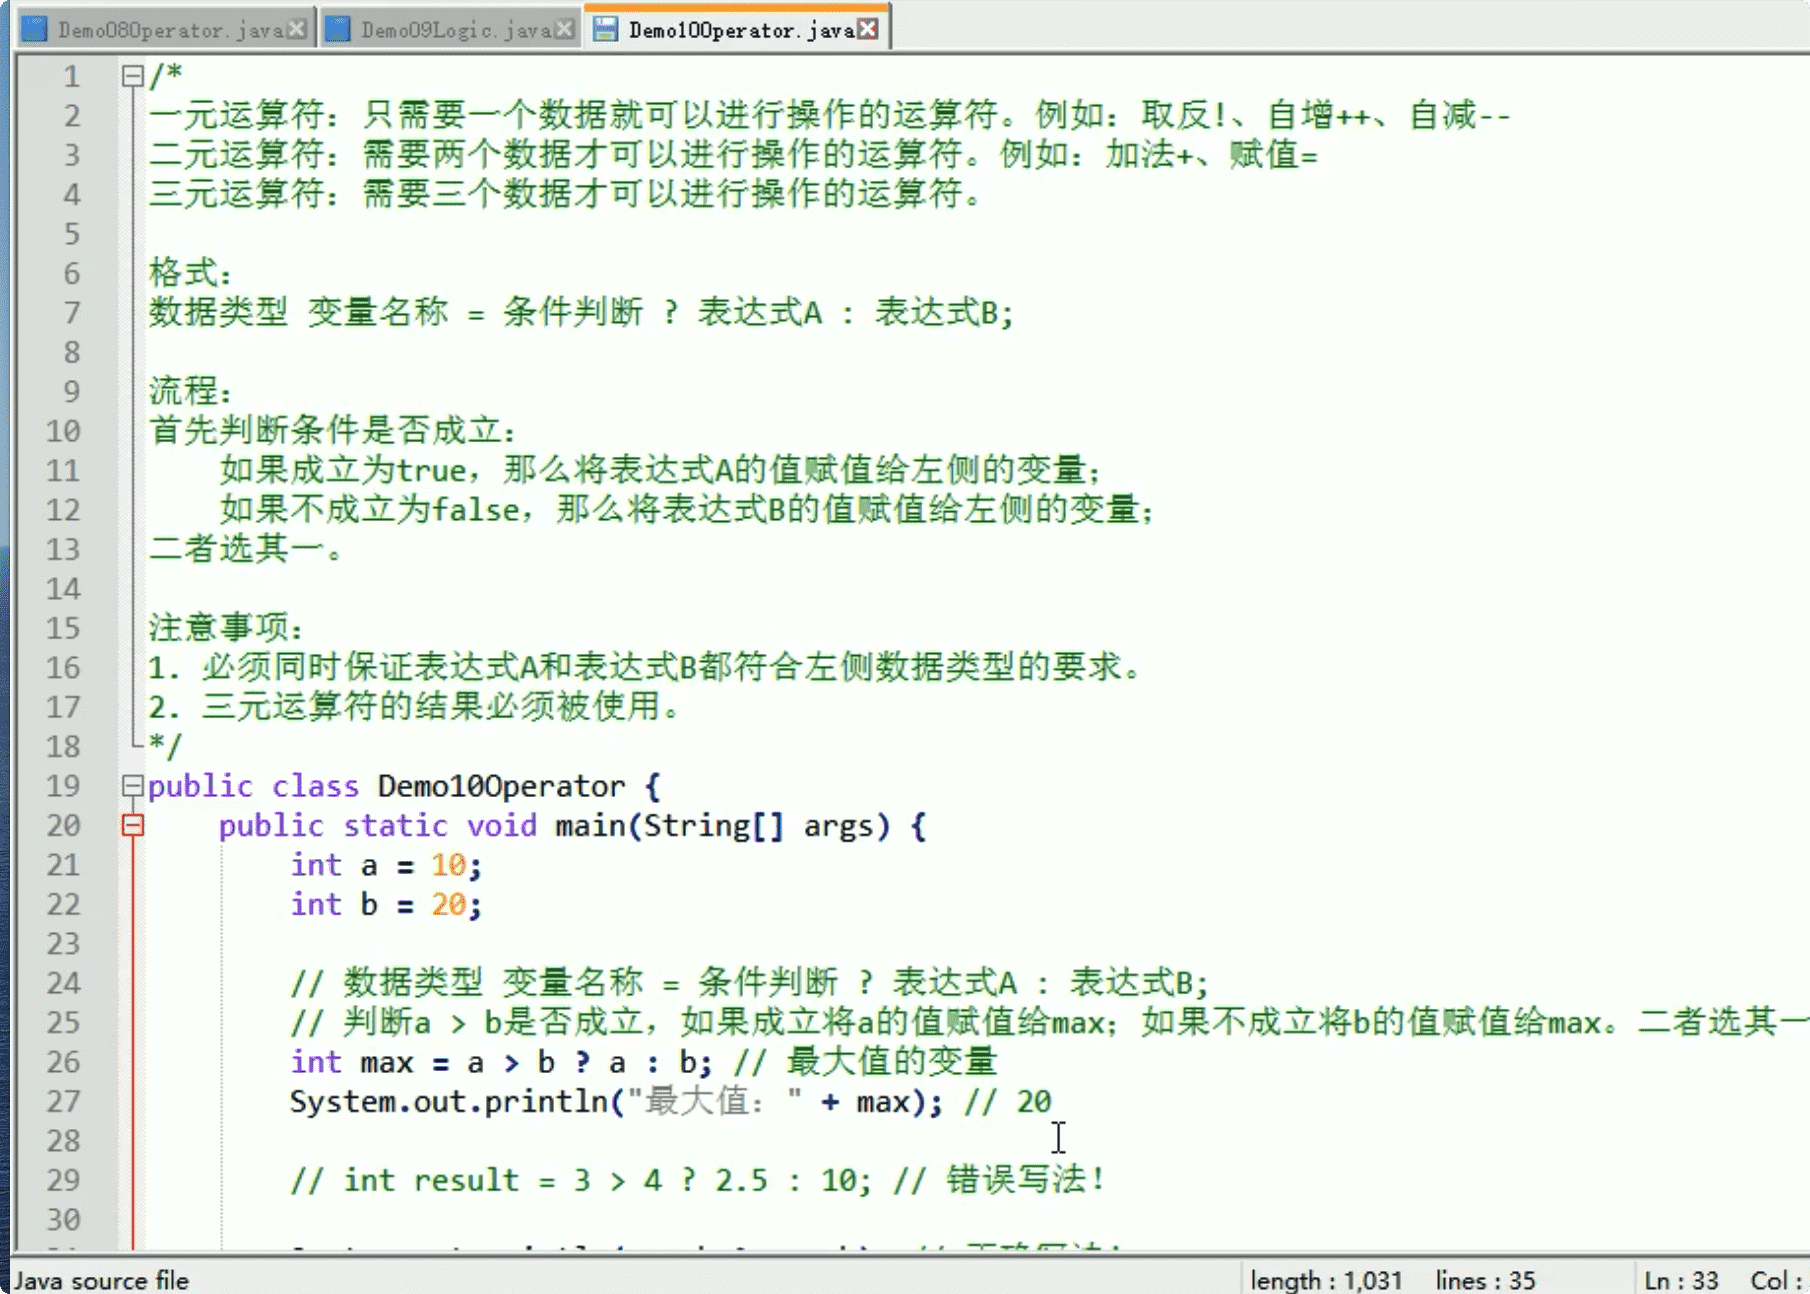 Demo08Operator.java Demo09Logic.java Demo10Operator.java
1 /*
2 一元运算符：只需要一个数据就可以进行操作的运算符。例如：取反!、自增++、自减--
3 二元运算符：需要两个数据才可以进行操作的运算符。例如：加法+、赋值=
4 三元运算符：需要三个数据才可以进行操作的运算符。
5
6 格式：
7 数据类型 变量名称 = 条件判断 ? 表达式A : 表达式B;
8
9 流程：
10 首先判断条件是否成立：
11 如果成立为true，那么将表达式A的值赋值给左侧的变量；
12 如果不成立为false，那么将表达式B的值赋值给左侧的变量；
13 二者选其一。
14
15 注意事项：
16 1. 必须同时保证表达式A和表达式B都符合左侧数据类型的要求。
17 2. 三元运算符的结果必须被使用。
18 */
19 public class Demo10Operator {
20 public static void main(String[] args) {
21 int a = 10;
22 int b = 20;
23
24 // 数据类型 变量名称 = 条件判断 ? 表达式A : 表达式B;
25 // 判断a > b是否成立，如果成立将a的值赋值给max；如果不成立将b的值赋值给max。二者选其一
26 int max = a > b ? a : b; // 最大值的变量
27 System.out.println("最大值：" + max); // 20
28
29 // int result = 3 > 4 ? 2.5 : 10; // 错误写法！
30
Java source file length : 1,031 lines : 35 Ln : 33 Col :